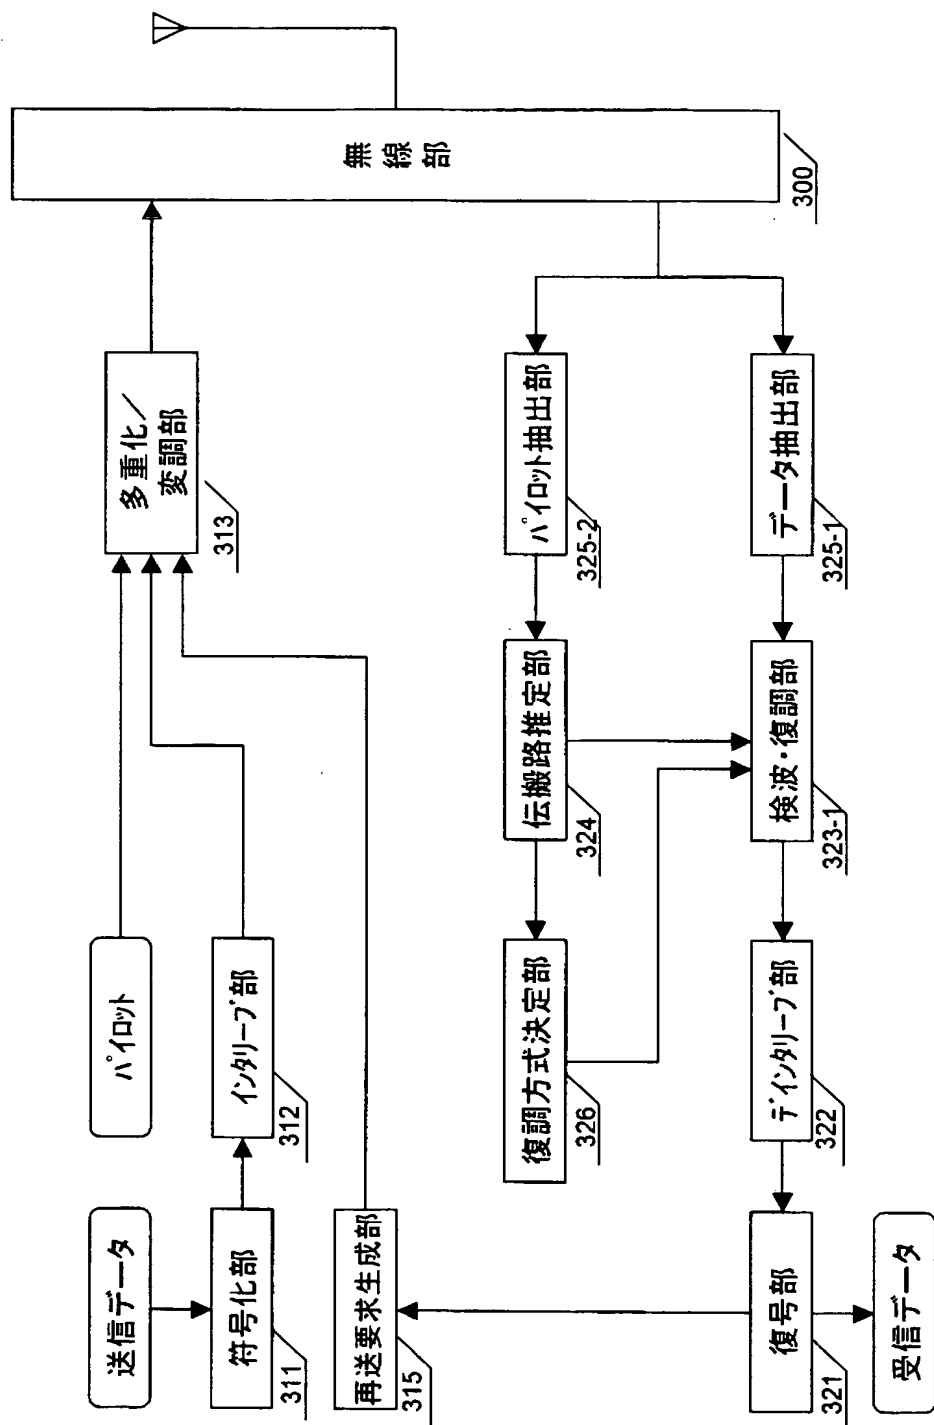 無線部
300
多重化／
変調部
313
パイロット
インタリーブ部
312
送信データ
符号化部
311
再送要求生成部
315
パイロット抽出部
325-2
データ抽出部
325-1
伝搬路推定部
324
検波・復調部
323-1
復調方式決定部
326
デインタリーブ部
322
復号部
321
受信データ